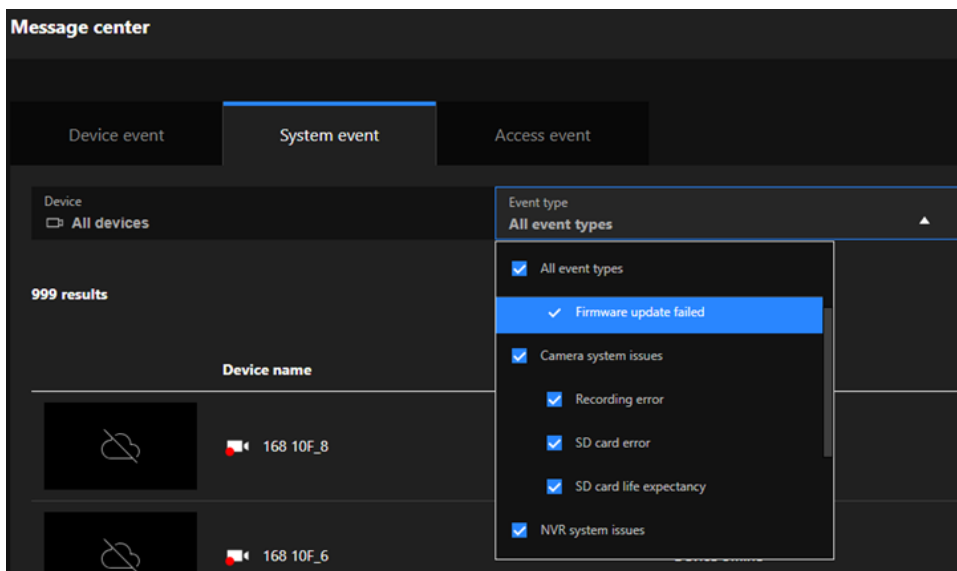 Message center
Device event
System event
Access event
Device
All devices
Event type
All event types
All event types
Firmware update failed
999 results
Camera system issues
Device name
Recording error
168 10F_8
SD card error
SD card life expectancy
NVR system issues
168 10F_6